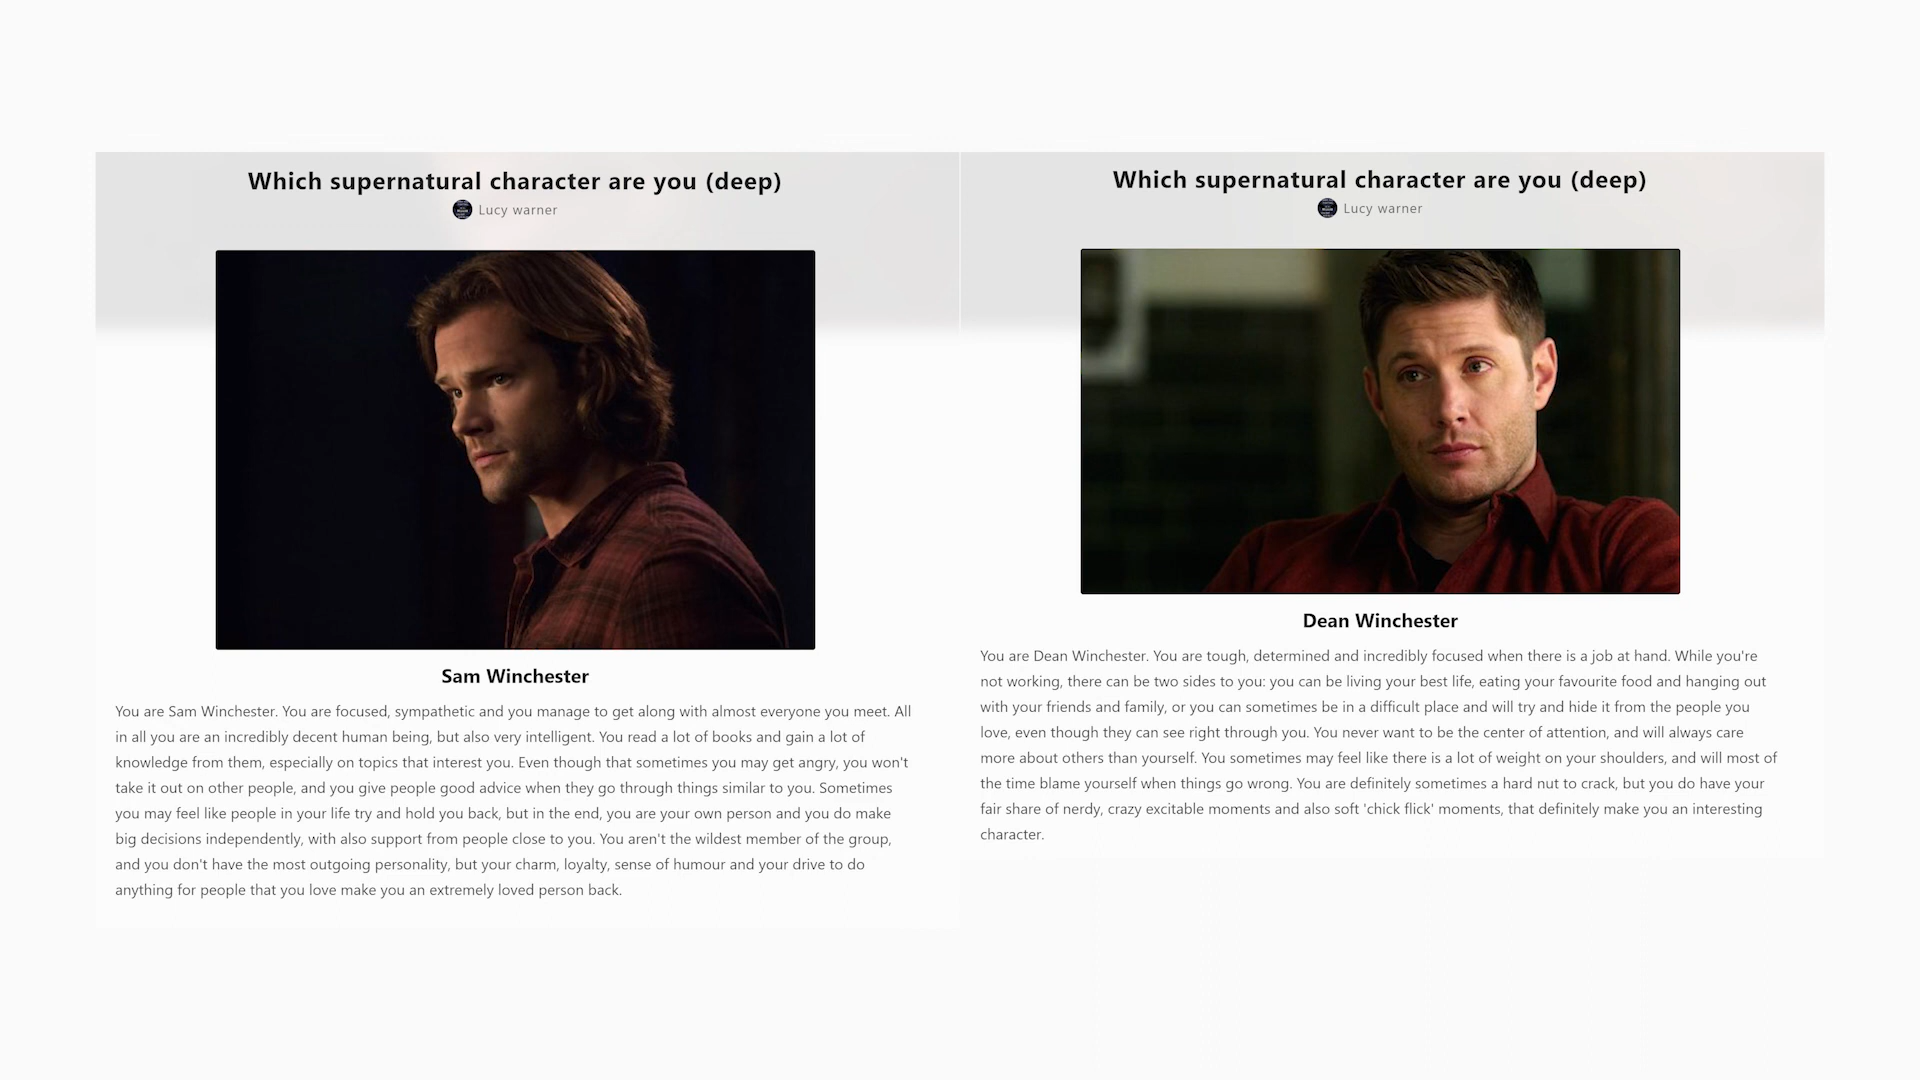 Which supernatural character are you (deep)
Lucy warner
Sam Winchester
You are Sam Winchester. You are focused, sympathetic and you manage to get along with almost everyone you meet. All
in all you are an incredibly decent human being, but also very intelligent. You read a lot of books and gain a lot of
knowledge from them, especially on topics that interest you. Even though that sometimes you may get angry, you won't
take it out on other people, and you give people good advice when they go through things similar to you. Sometimes
you may feel like people in your life try and hold you back, but in the end, you are your own person and you do make
big decisions independently, with also support from people close to you. You aren't the wildest member of the group,
and you don't have the most outgoing personality, but your charm, loyalty, sense of humour and your drive to do
anything for people that you love make you an extremely loved person back.
Which supernatural character are you (deep)
Lucy warner
Dean Winchester
You are Dean Winchester. You are tough, determined and incredibly focused when there is a job at hand. While you're
not working, there can be two sides to you: you can be living your best life, eating your favourite food and hanging out
with your friends and family, or you can sometimes be in a difficult place and will try and hide it from the people you
love, even though they can see right through you. You never want to be the center of attention, and will always care
more about others than yourself. You sometimes may feel like there is a lot of weight on your shoulders, and will most of
the time blame yourself when things go wrong. You are definitely sometimes a hard nut to crack, but you do have your
fair share of nerdy, crazy excitable moments and also soft 'chick flick' moments, that definitely make you an interesting
character.